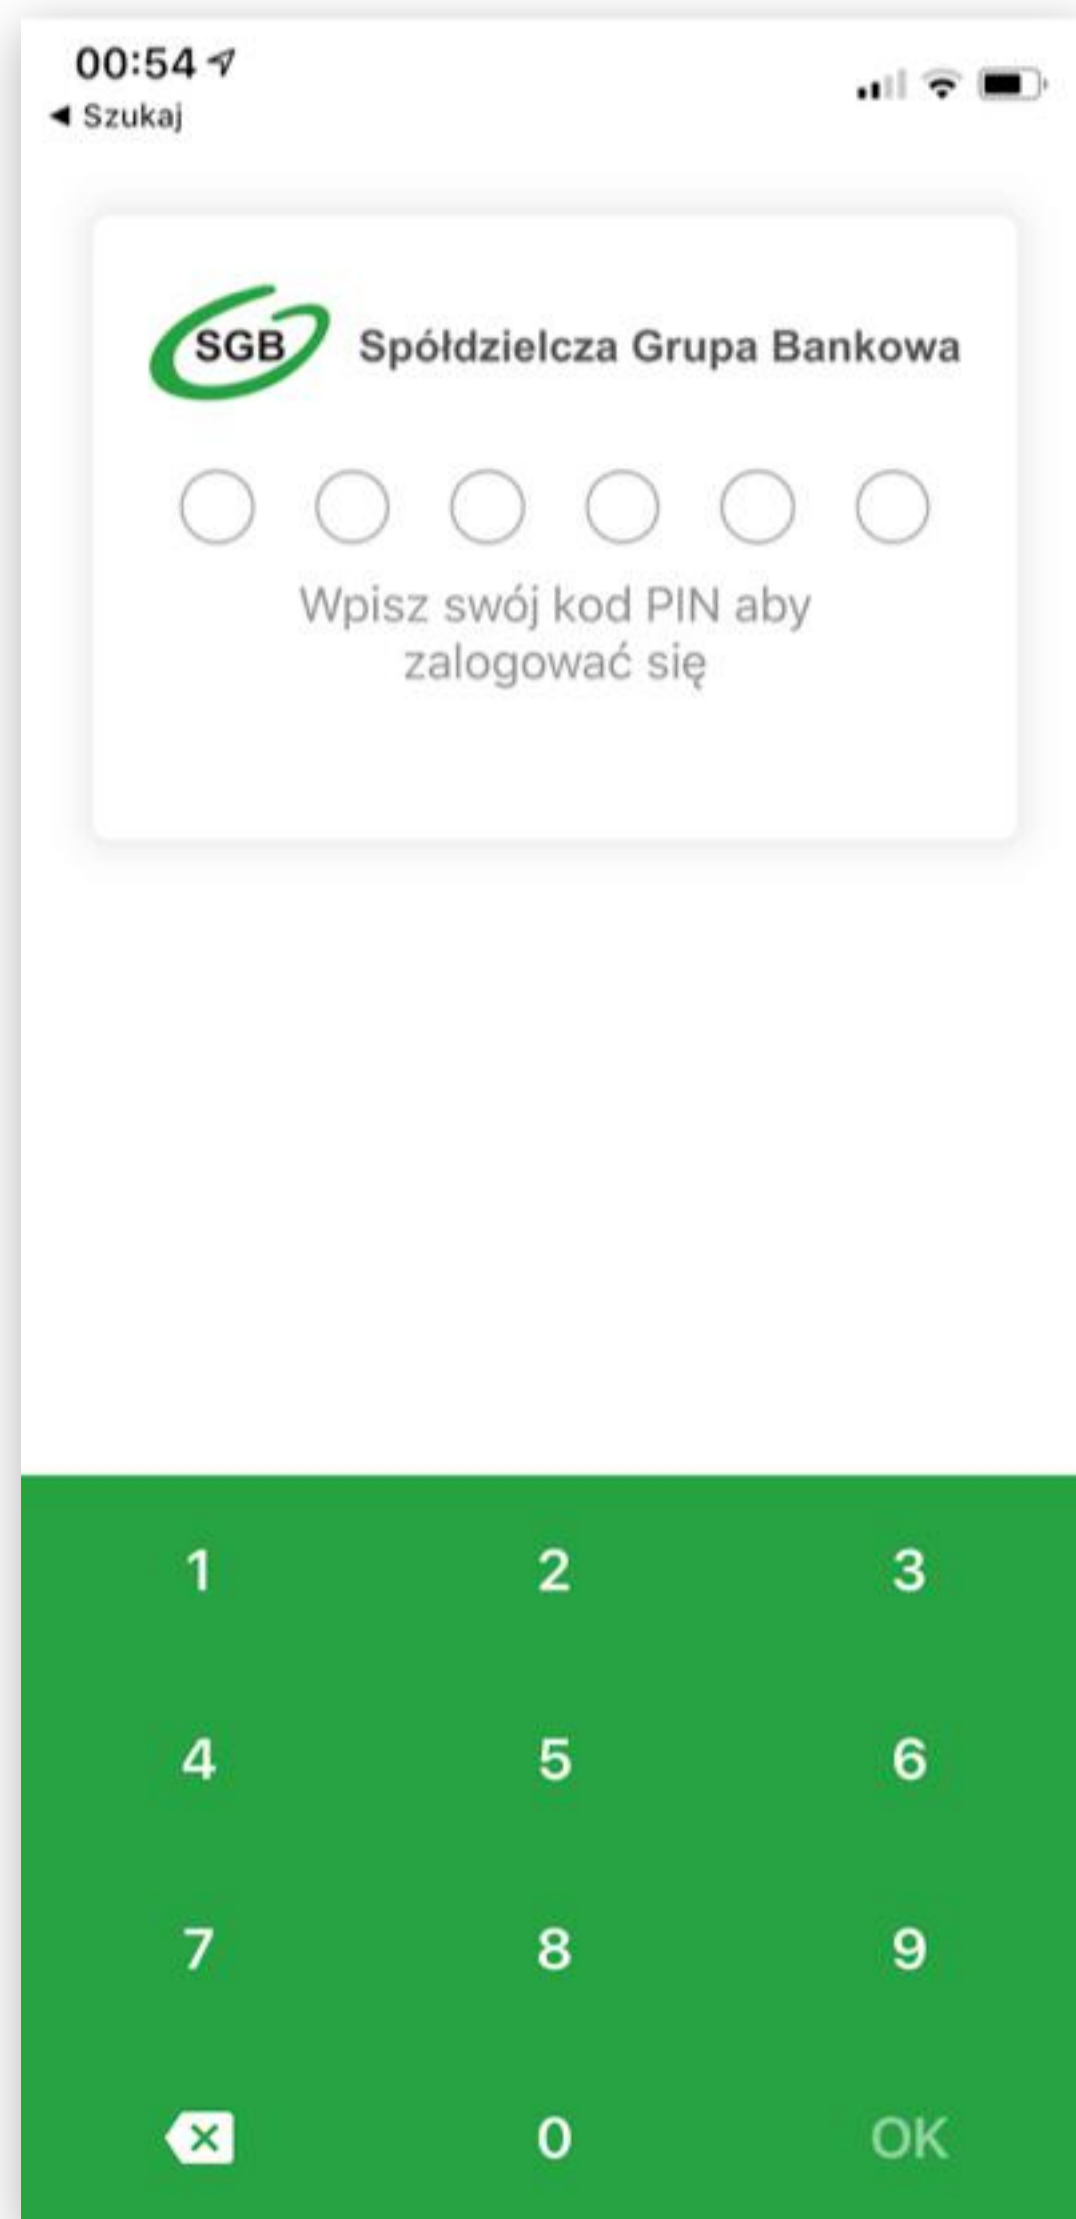 00:54
◀ Szukaj
SGB Spółdzielcza Grupa Bankowa
Wpisz swój kod PIN aby
zalogować się
1 2 3
4 5 6
7 8 9
0 OK